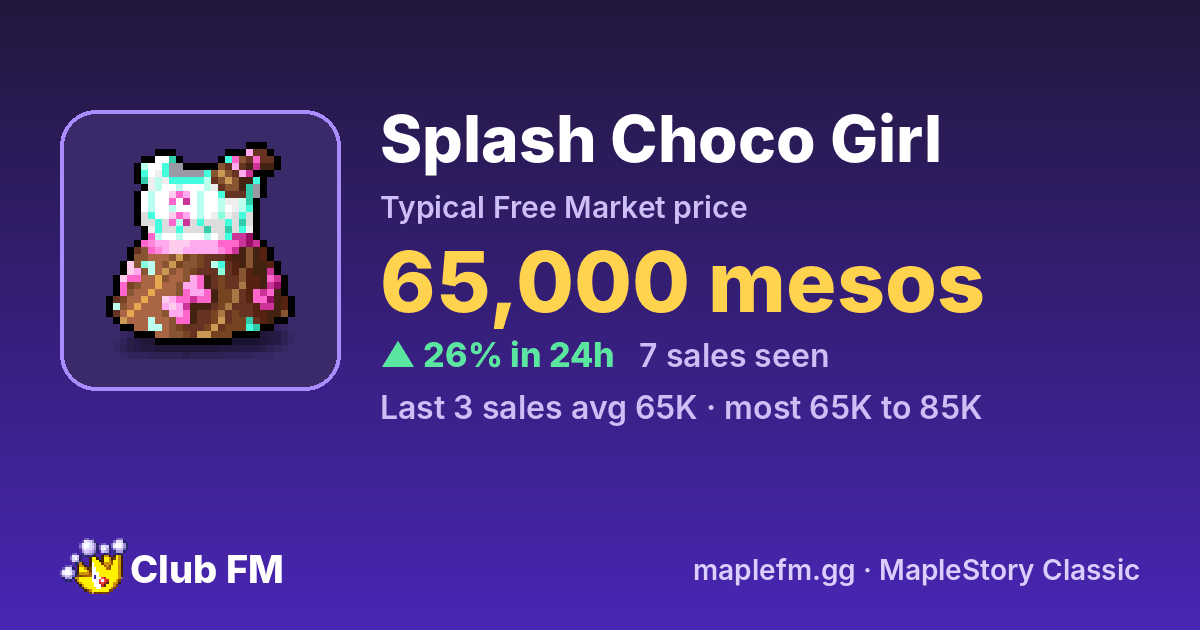 Splash Choco Girl
Typical Free Market price
65,000 mesos
▲ 26% in 24h 7 sales seen
Last 3 sales avg 65K · most 65K to 85K
Club FM
maplefm.gg · MapleStory Classic